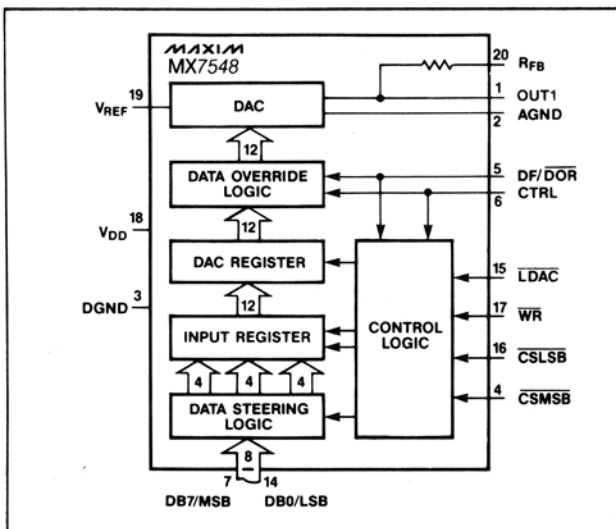 MAXIM
MX7548
20 RFB
1 OUT1
2 AGND
19 VREF
DAC
12
DATA OVERRIDE LOGIC
5 DF/DOR
6 CTRL
12
18 VDD
DAC REGISTER
15 LDAC
12
3 DGND
17 WR
INPUT REGISTER
CONTROL LOGIC
16 CSLSB
4 4 4
4 CSMSB
DATA STEERING LOGIC
8
7 14
DB7/MSB DB0/LSB